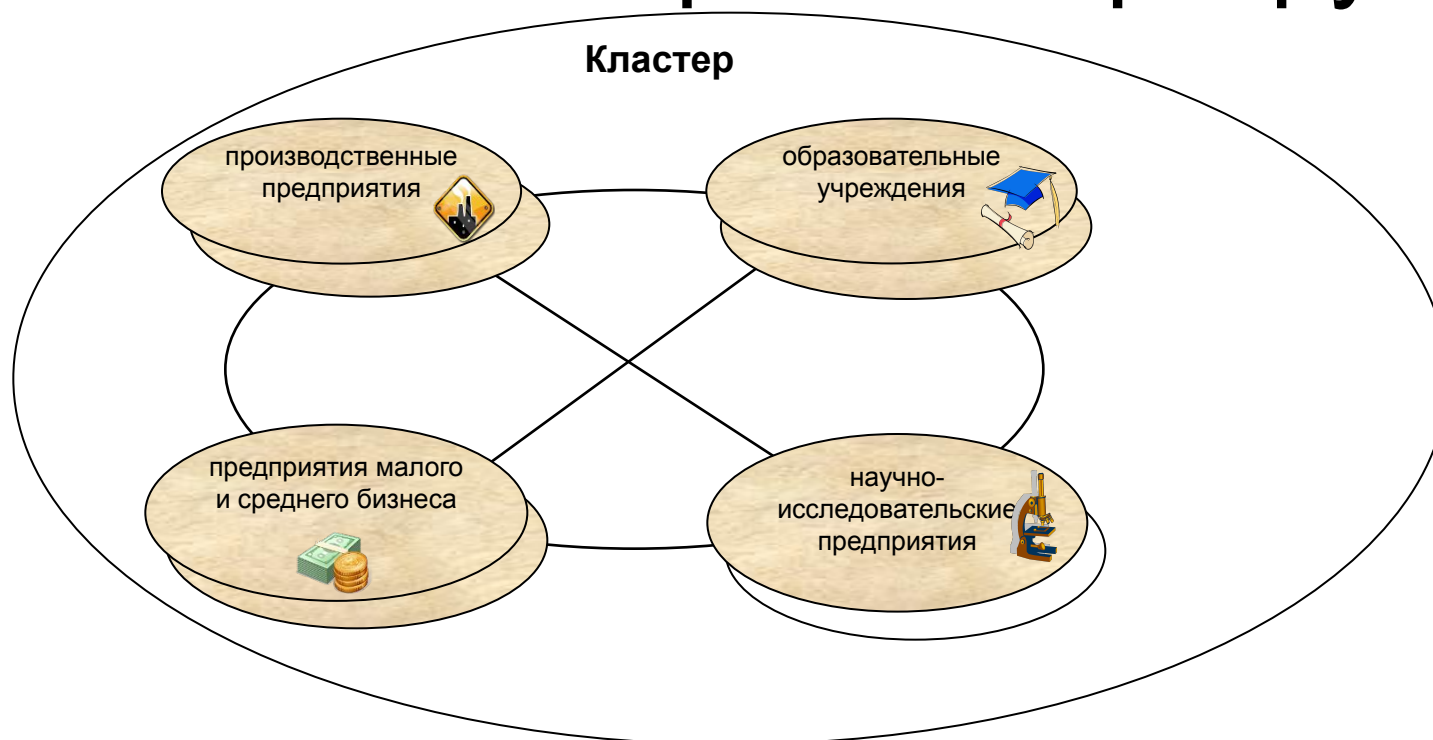 Кластер
производственные
предприятия
образовательные
учреждения
предприятия малого
и среднего бизнеса
научно-
исследовательские
предприятия